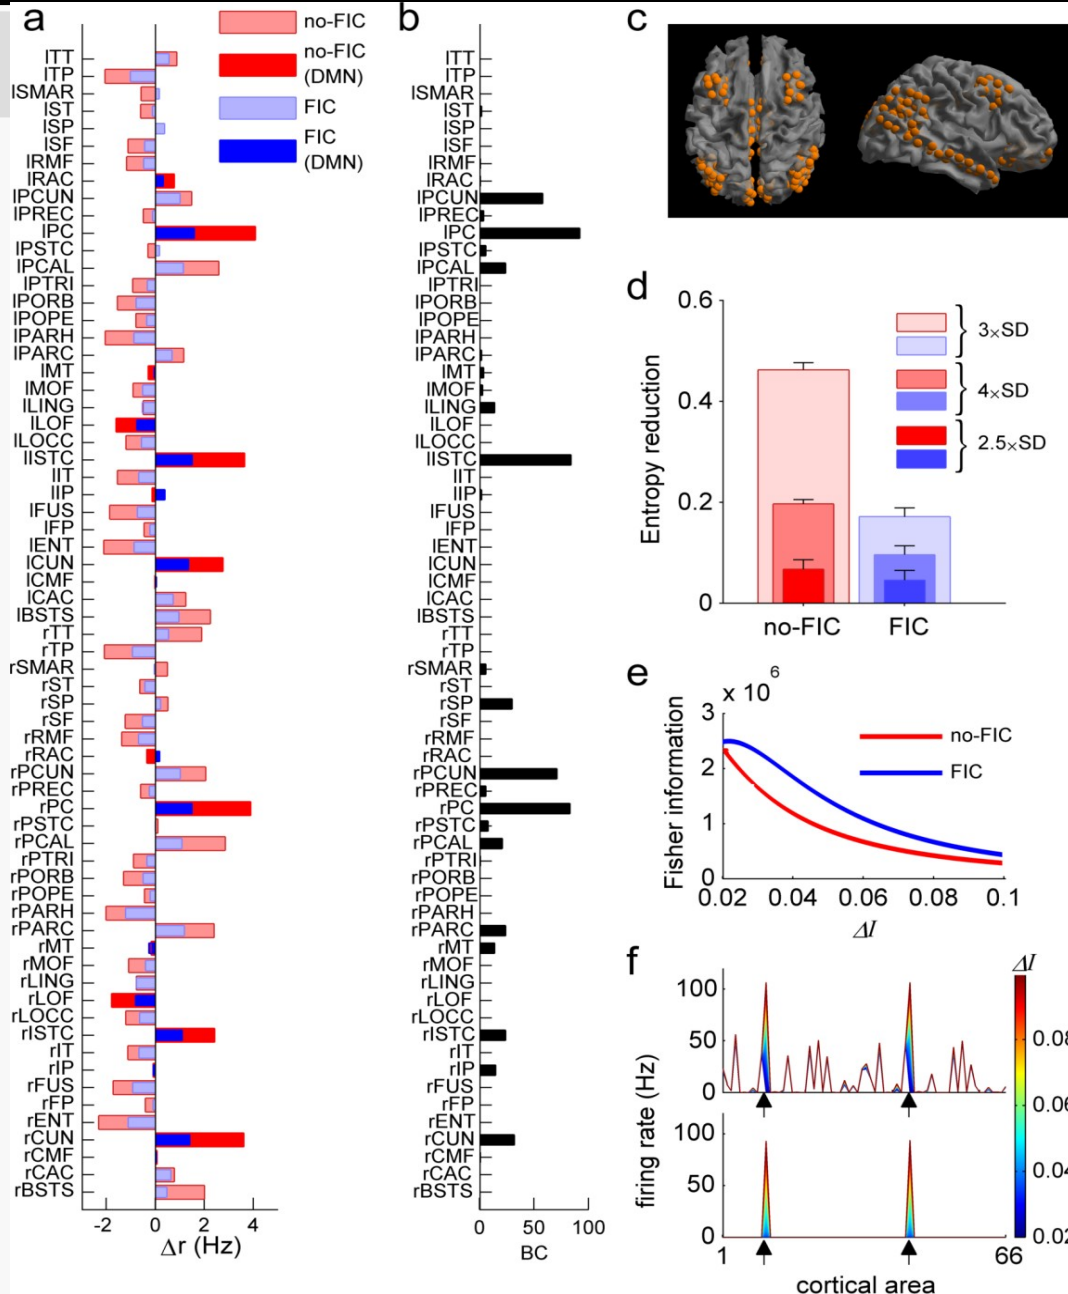 a
no-FIC
no-FIC
(DMN)
FIC
FIC
(DMN)
lTT
lTP
lSMAR
lST
lSP
lSF
lRMF
lRAC
lPCUN
lPREC
lPC
lPSTC
lPCAL
lPTRI
lPORB
lPOPE
lPARH
lPARC
lMT
lMOF
lLING
lLOF
lLOCC
lISTC
lIT
lIP
lFUS
lFP
lENT
lCUN
lCMF
lCAC
lBSTS
rTT
rTP
rSMAR
rST
rSP
rSF
rRMF
rRAC
rPCUN
rPREC
rPC
rPSTC
rPCAL
rPTRI
rPORB
rPOPE
rPARH
rPARC
rMT
rMOF
rLING
rLOF
rLOCC
rISTC
rIT
rIP
rFUS
rFP
rENT
rCUN
rCMF
rCAC
rBSTS
-2 0 2 4
Δr (Hz)
b
lTT
lTP
lSMAR
lST
lSP
lSF
lRMF
lRAC
lPCUN
lPREC
lPC
lPSTC
lPCAL
lPTRI
lPORB
lPOPE
lPARH
lPARC
lMT
lMOF
lLING
lLOF
lLOCC
lISTC
lIT
lIP
lFUS
lFP
lENT
lCUN
lCMF
lCAC
lBSTS
rTT
rTP
rSMAR
rST
rSP
rSF
rRMF
rRAC
rPCUN
rPREC
rPC
rPSTC
rPCAL
rPTRI
rPORB
rPOPE
rPARH
rPARC
rMT
rMOF
rLING
rLOF
rLOCC
rISTC
rIT
rIP
rFUS
rFP
rENT
rCUN
rCMF
rCAC
rBSTS
0 50 100
BC
c
d
Entropy reduction
0.6
0.4
0.2
0
3×SD
4×SD
2.5×SD
no-FIC FIC
e
x 10^6
Fisher information
3
2
1
0
no-FIC
FIC
0.02 0.04 0.06 0.08 0.1
ΔI
f
firing rate (Hz)
100
50
0
100
50
0
1 66
cortical area
ΔI
0.08
0.06
0.04
0.02